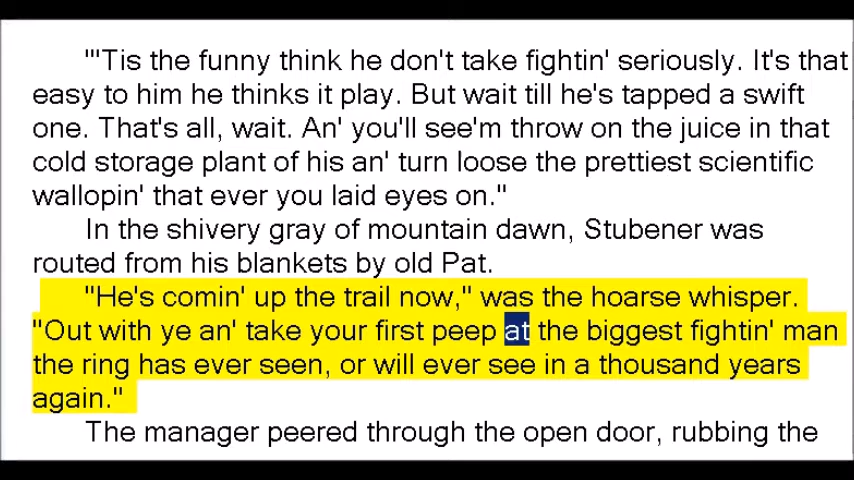 "'Tis the funny think he don't take fightin' seriously. It's that
easy to him he thinks it play. But wait till he's tapped a swift
one. That's all, wait. An' you'll see'm throw on the juice in that
cold storage plant of his an' turn loose the prettiest scientific
wallopin' that ever you laid eyes on."
In the shivery gray of mountain dawn, Stubener was
routed from his blankets by old Pat.
"He's comin' up the trail now," was the hoarse whisper.
"Out with ye an' take your first peep at the biggest fightin' man
the ring has ever seen, or will ever see in a thousand years
again."
The manager peered through the open door, rubbing the